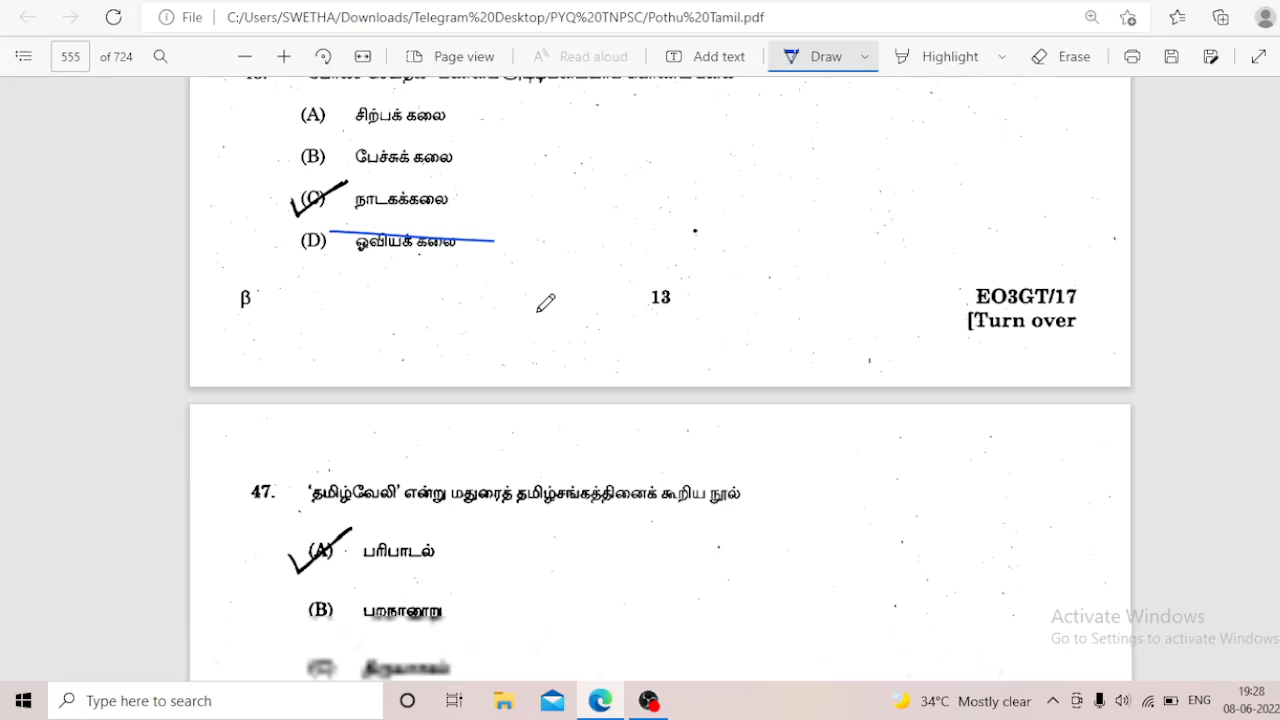 File C:/Users/SWETHA/Downloads/Telegram%20Desktop/PYQ%20TNPSC/Pothu%20Tamil.pdf
555 of 724 Page view Read aloud Add text Draw Highlight Erase
(A) சிற்பக் கலை
(B) பேச்சுக் கலை
(C) நாடகக்கலை
(D) ஓவியக் கலை
β 13 EO3GT/17
[Turn over
47. 'தமிழ்வேலி' என்று மதுரைத் தமிழ்சங்கத்தினைக் கூறிய நூல்
(A) பரிபாடல்
(B) புறநானூறு
Activate Windows
Go to Settings to activate Windows
Type here to search 34°C Mostly clear ENG 19:28
08-06-2022